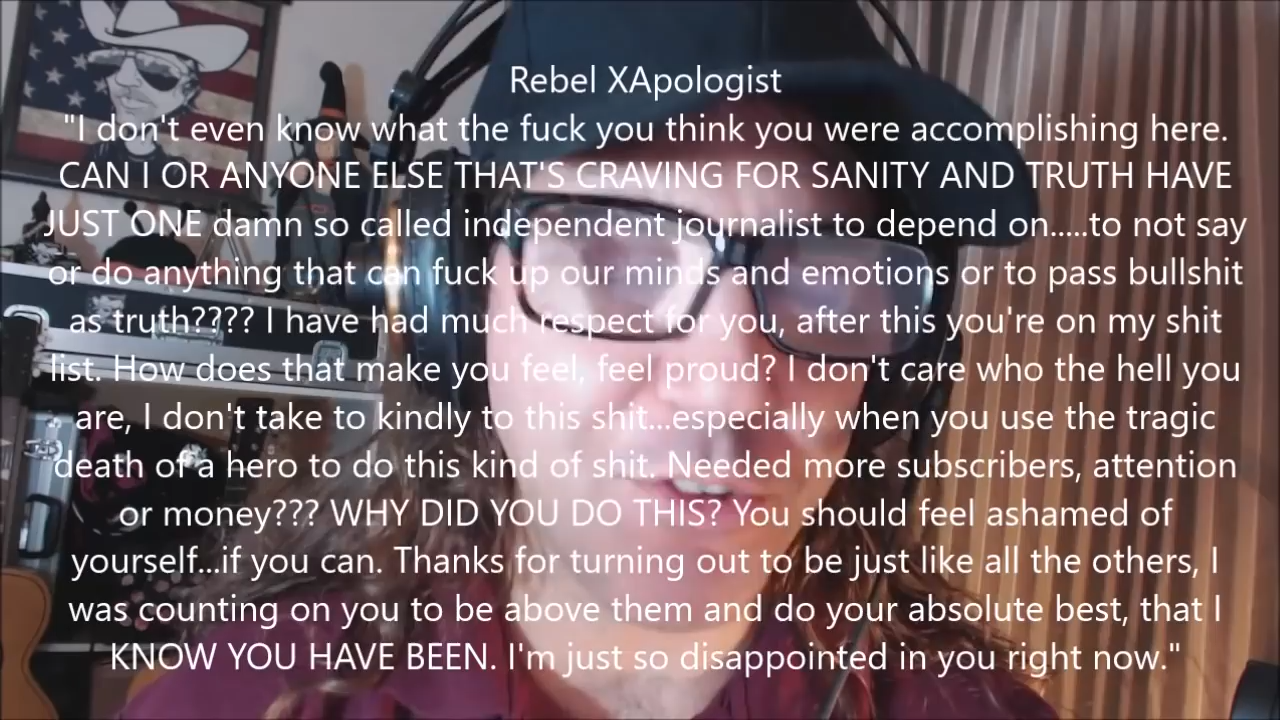 Rebel XApologist
"I don't even know what the fuck you think you were accomplishing here.
CAN I OR ANYONE ELSE THAT'S CRAVING FOR SANITY AND TRUTH HAVE
JUST ONE damn so called independent journalist to depend on.....to not say
or do anything that can fuck up our minds and emotions or to pass bullshit
as truth???? I have had much respect for you, after this you're on my shit
list. How does that make you feel, feel proud? I don't care who the hell you
are, I don't take to kindly to this shit...especially when you use the tragic
death of a hero to do this kind of shit. Needed more subscribers, attention
or money??? WHY DID YOU DO THIS? You should feel ashamed of
yourself...if you can. Thanks for turning out to be just like all the others, I
was counting on you to be above them and do your absolute best, that I
KNOW YOU HAVE BEEN. I'm just so disappointed in you right now."